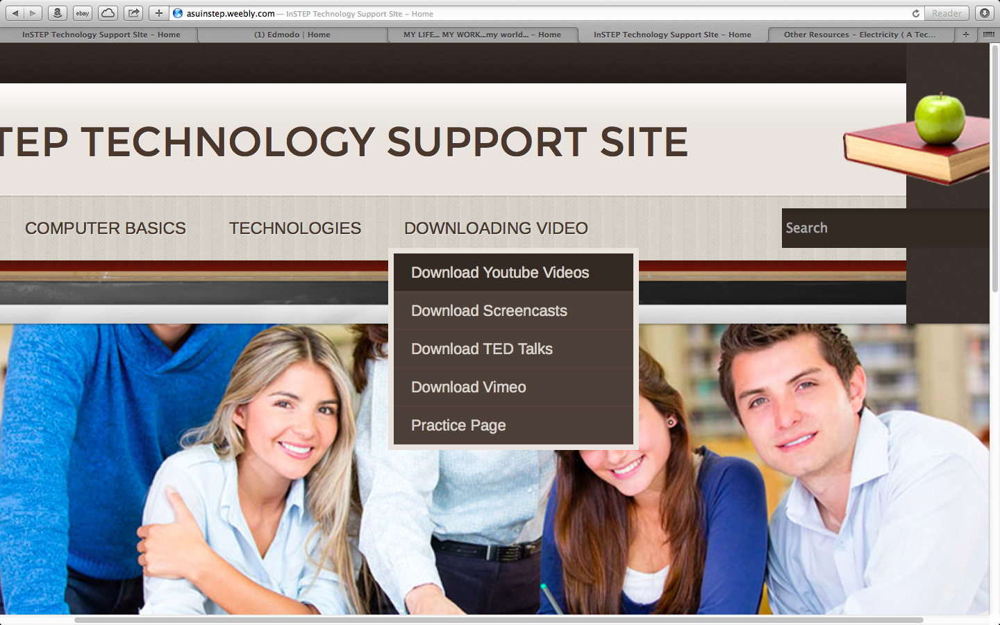 ebay
asuinstep.weebly.com — InSTEP Technology Support SIte – Home
Reader
InSTEP Technology Support SIte – Home
(1) Edmodo | Home
MY LIFE... MY WORK...my world... – Home
InSTEP Technology Support SIte – Home
Other Resources – Electricity ( A Tec...
TEP TECHNOLOGY SUPPORT SITE
COMPUTER BASICS
TECHNOLOGIES
DOWNLOADING VIDEO
Search
Download Youtube Videos
Download Screencasts
Download TED Talks
Download Vimeo
Practice Page